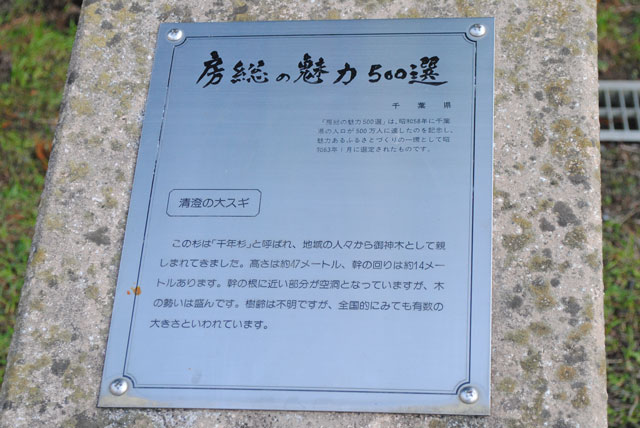 房総の魅力500選
千葉県
「房総の魅力500選」は、昭和58年に千葉
県の人口が500万人に達したのを記念し、
魅力あるふるさとづくりの一環として昭
和63年1月に選定されたものです。
清澄の大スギ
この杉は「千年杉」と呼ばれ、地域の人々から御神木として親
しまれてきました。高さは約47メートル、幹の回りは約14メー
トルあります。幹の根に近い部分が空洞となっていますが、木
の勢いは盛んです。樹齢は不明ですが、全国的にみても有数の
大きさといわれています。